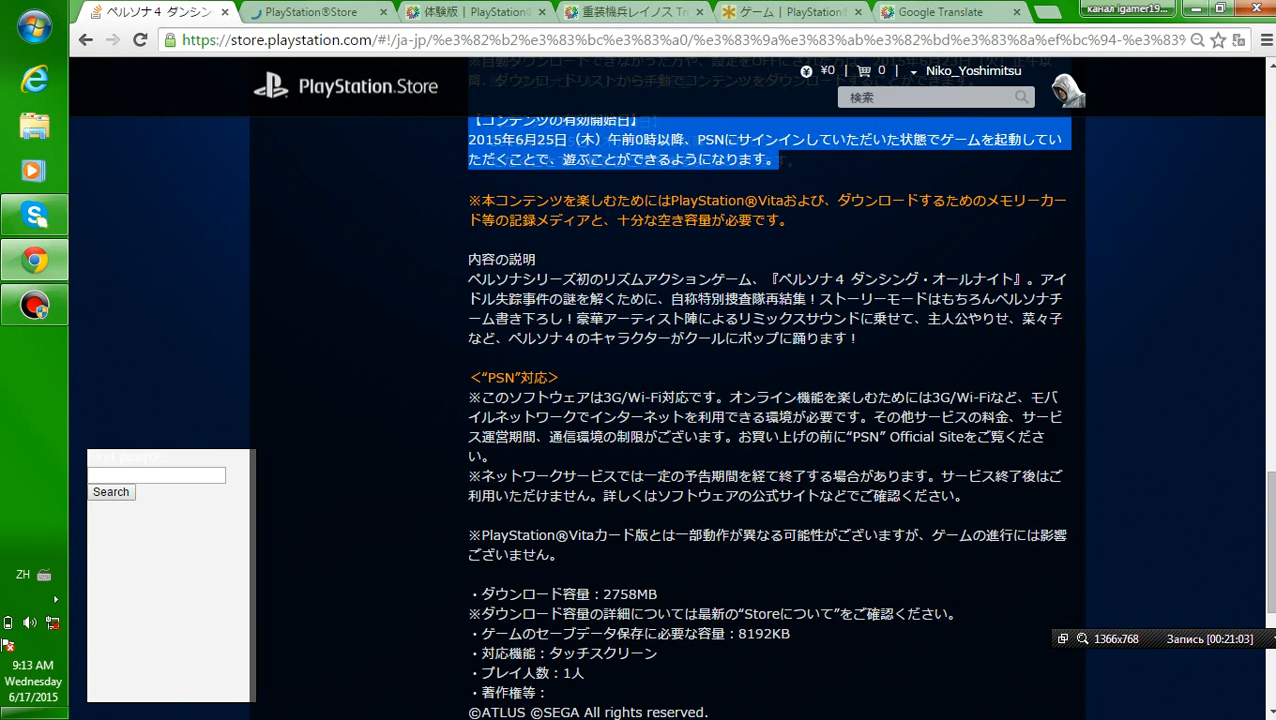 ペルソナ４ ダンシン
PlayStation®Store
体験版 | PlayStation®
重装機兵レイノス Tr
ゲーム | PlayStation®
Google Translate
канал igamer19...
https://store.playstation.com/#!/ja-jp/%e3%82%b2%e3%83%bc%e3%83%a0/%e3%83%9a%e3%83%ab%e3%82%bd%e3%83%8a%ef%bc%94-%e3%83%
PlayStation®Store
¥0
0
Niko_Yoshimitsu
検索
【コンテンツの有効開始日】
2015年6月25日（木）午前0時以降、PSNにサインインしていただいた状態でゲームを起動してい
ただくことで、遊ぶことができるようになります。
※本コンテンツを楽しむためにはPlayStation®Vitaおよび、ダウンロードするためのメモリーカー
ド等の記録メディアと、十分な空き容量が必要です。
内容の説明
ペルソナシリーズ初のリズムアクションゲーム、『ペルソナ４ ダンシング・オールナイト』。アイ
ドル失踪事件の謎を解くために、自称特別捜査隊再結集！ストーリーモードはもちろんペルソナチ
ーム書き下ろし！豪華アーティスト陣によるリミックスサウンドに乗せて、主人公やりせ、菜々子
など、ペルソナ４のキャラクターがクールにポップに踊ります！
＜“PSN”対応＞
※このソフトウェアは3G/Wi-Fi対応です。オンライン機能を楽しむためには3G/Wi-Fiなど、モバ
イルネットワークでインターネットを利用できる環境が必要です。その他サービスの料金、サービ
ス運営期間、通信環境の制限がございます。お買い上げの前に“PSN” Official Siteをご覧くださ
い。
※ネットワークサービスでは一定の予告期間を経て終了する場合があります。サービス終了後はご
利用いただけません。詳しくはソフトウェアの公式サイトなどでご確認ください。
※PlayStation®Vitaカード版とは一部動作が異なる可能性がございますが、ゲームの進行には影響
ございません。
・ダウンロード容量：2758MB
※ダウンロード容量の詳細については最新の“Storeについて”をご確認ください。
・ゲームのセーブデータ保存に必要な容量：8192KB
・対応機能：タッチスクリーン
・プレイ人数：1人
・著作権等：
©ATLUS ©SEGA All rights reserved.
Search
ZH
9:13 AM
Wednesday
6/17/2015
1366x768
Запись [00:21:03]